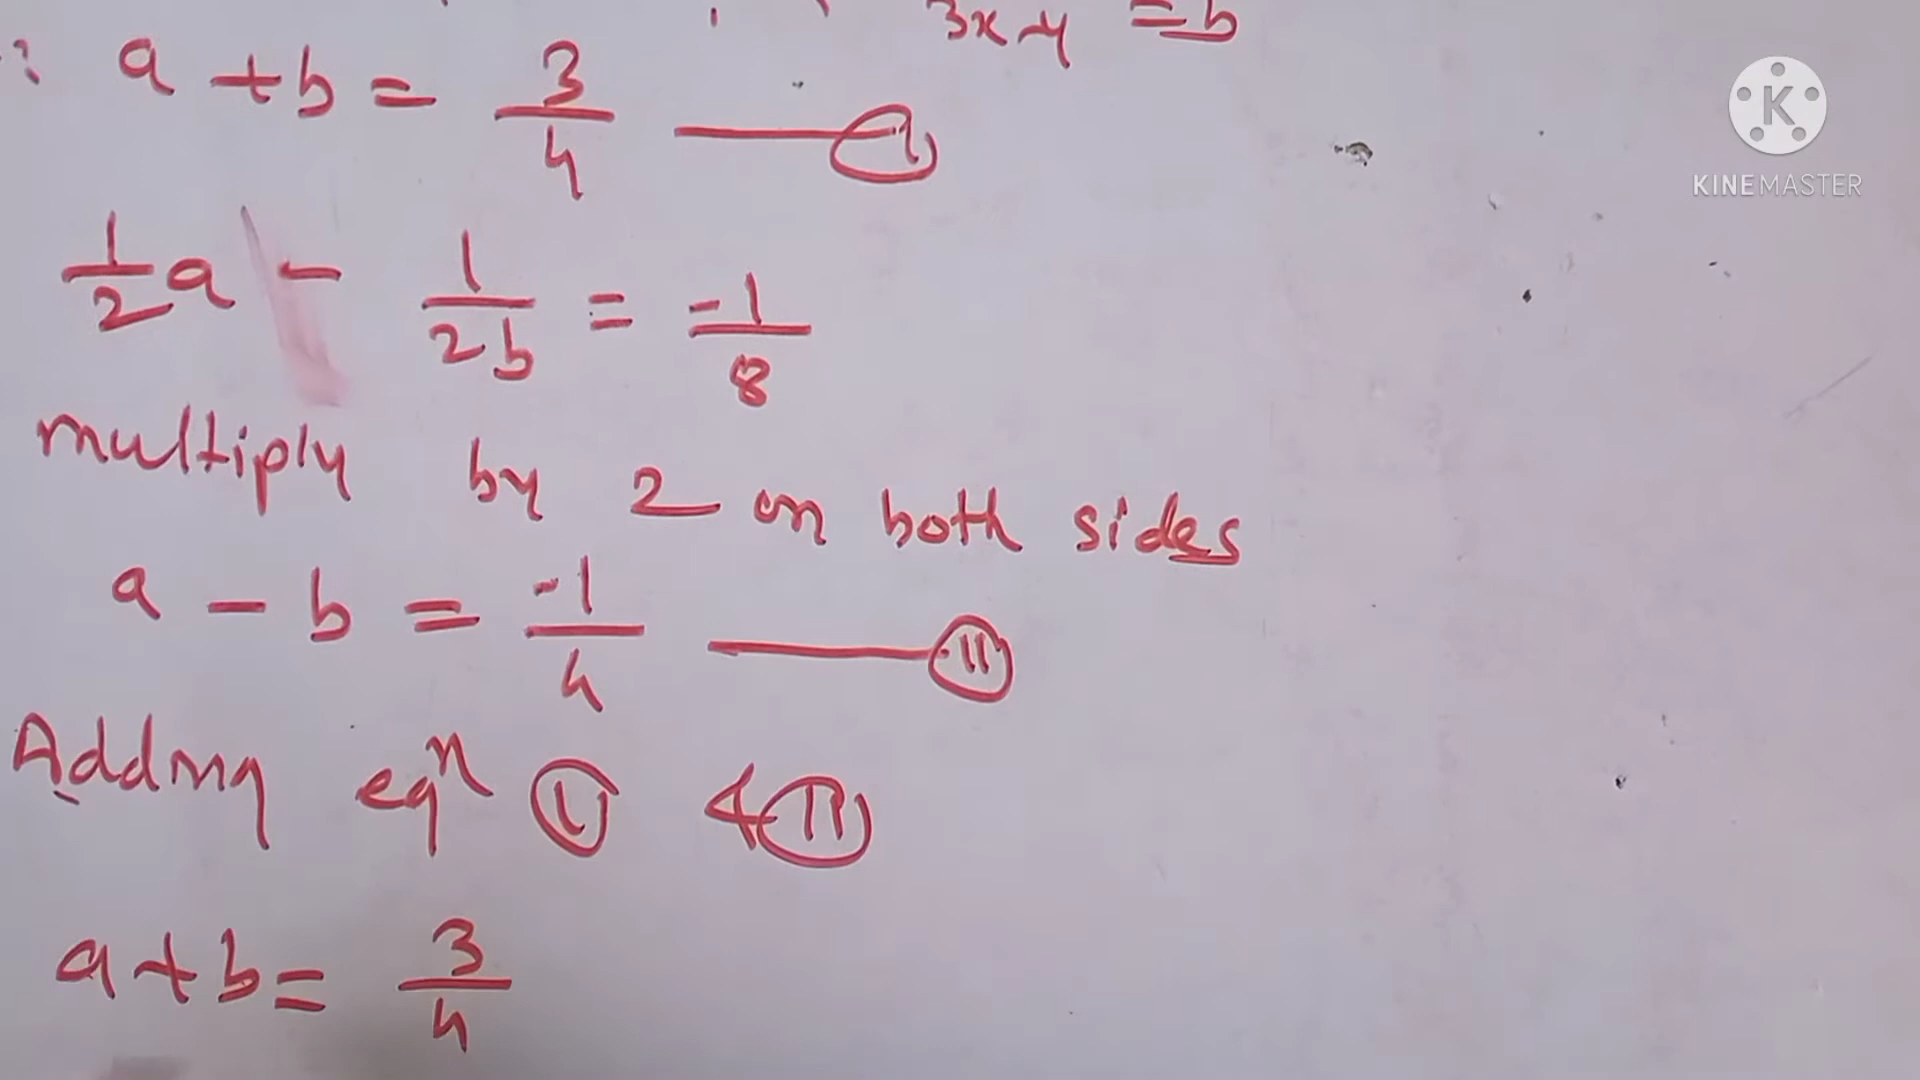 3x-y = b
∴ a + b = 3/4 —— (I)
1/2 a - 1/2b = -1/8
multiply by 2 on both sides
a - b = -1/4 —— (II)
Adding eqⁿ (I) & (II)
a + b = 3/4
K
KINEMASTER